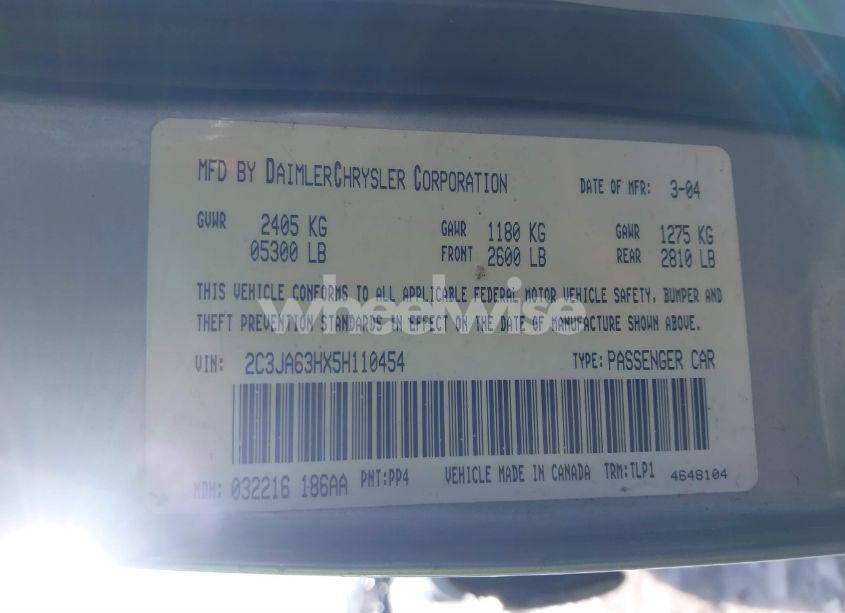 MFD BY DAIMLERCHRYSLER CORPORATION DATE OF MFR: 3-04
GVWR 2405 KG GAWR 1180 KG GAWR 1275 KG
05300 LB FRONT 2600 LB REAR 2810 LB
THIS VEHICLE CONFORMS TO ALL APPLICABLE FEDERAL MOTOR VEHICLE SAFETY, BUMPER AND
THEFT PREVENTION STANDARDS IN EFFECT ON THE DATE OF MANUFACTURE SHOWN ABOVE.
wheelwise
VIN: 2C3JA63HX5H110454 TYPE: PASSENGER CAR
MDH: 032216 186AA PNT:PP4 VEHICLE MADE IN CANADA TRM:TLP1 4648104